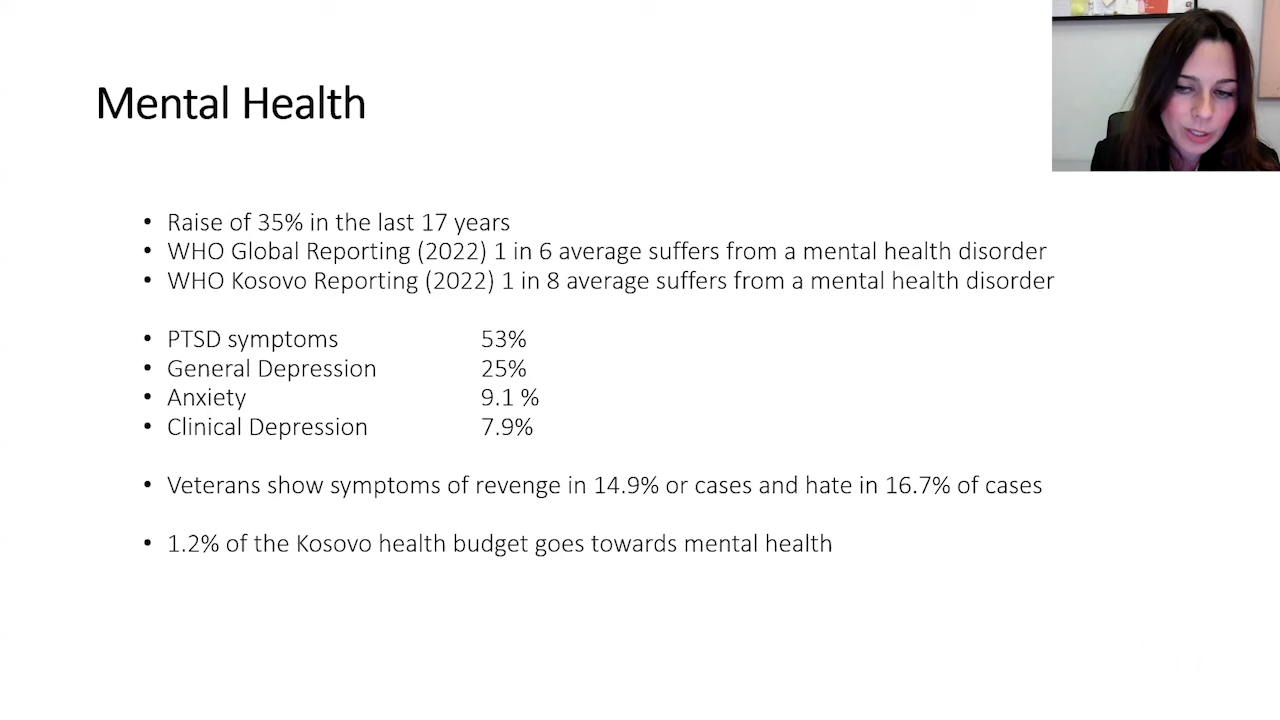 Mental Health
• Raise of 35% in the last 17 years
• WHO Global Reporting (2022) 1 in 6 average suffers from a mental health disorder
• WHO Kosovo Reporting (2022) 1 in 8 average suffers from a mental health disorder
• PTSD symptoms 53%
• General Depression 25%
• Anxiety 9.1 %
• Clinical Depression 7.9%
• Veterans show symptoms of revenge in 14.9% or cases and hate in 16.7% of cases
• 1.2% of the Kosovo health budget goes towards mental health